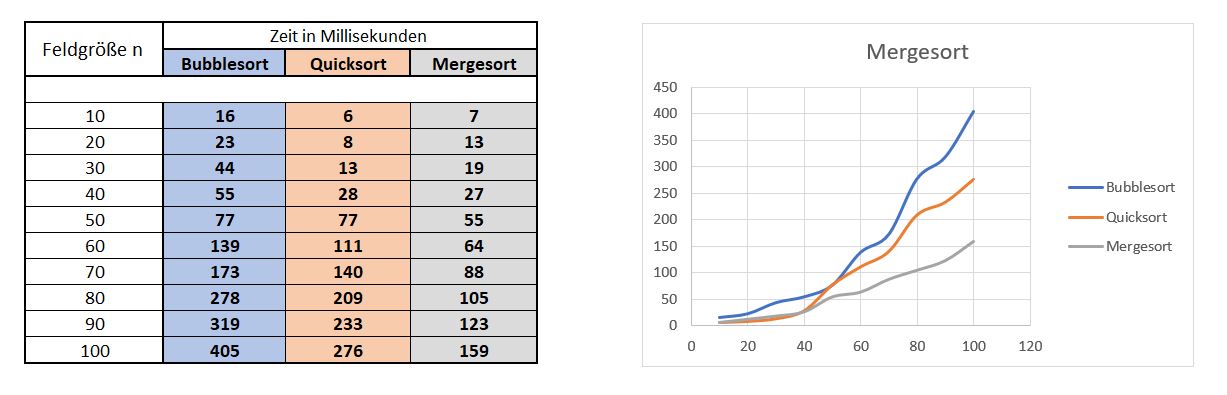 Feldgröße n
Zeit in Millisekunden
Bubblesort Quicksort Mergesort
10 16 6 7
20 23 8 13
30 44 13 19
40 55 28 27
50 77 77 55
60 139 111 64
70 173 140 88
80 278 209 105
90 319 233 123
100 405 276 159
Mergesort
450
400
350
300
250
200
150
100
50
0
0 20 40 60 80 100 120
Bubblesort
Quicksort
Mergesort